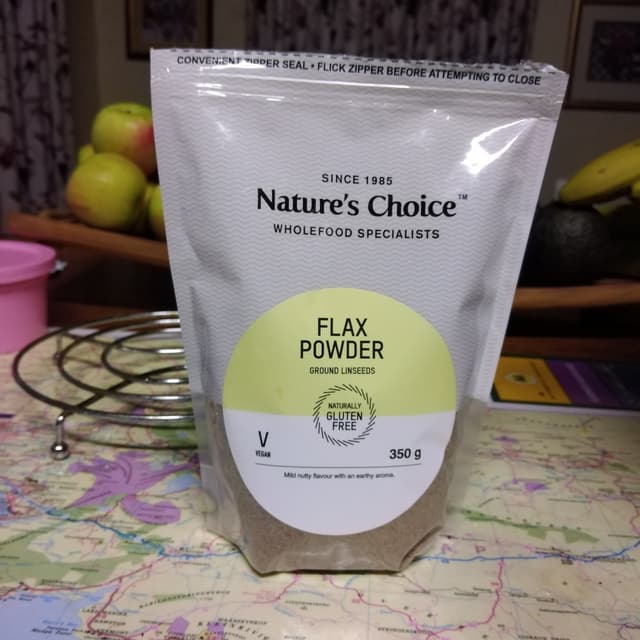 CONVENIENT ZIPPER SEAL • FLICK ZIPPER BEFORE ATTEMPTING TO CLOSE
SINCE 1985
Nature's Choice™
WHOLEFOOD SPECIALISTS
FLAX
POWDER
GROUND LINSEEDS
NATURALLY
GLUTEN
FREE
V
VEGAN
350 g
Mild nutty flavour with an earthy aroma.